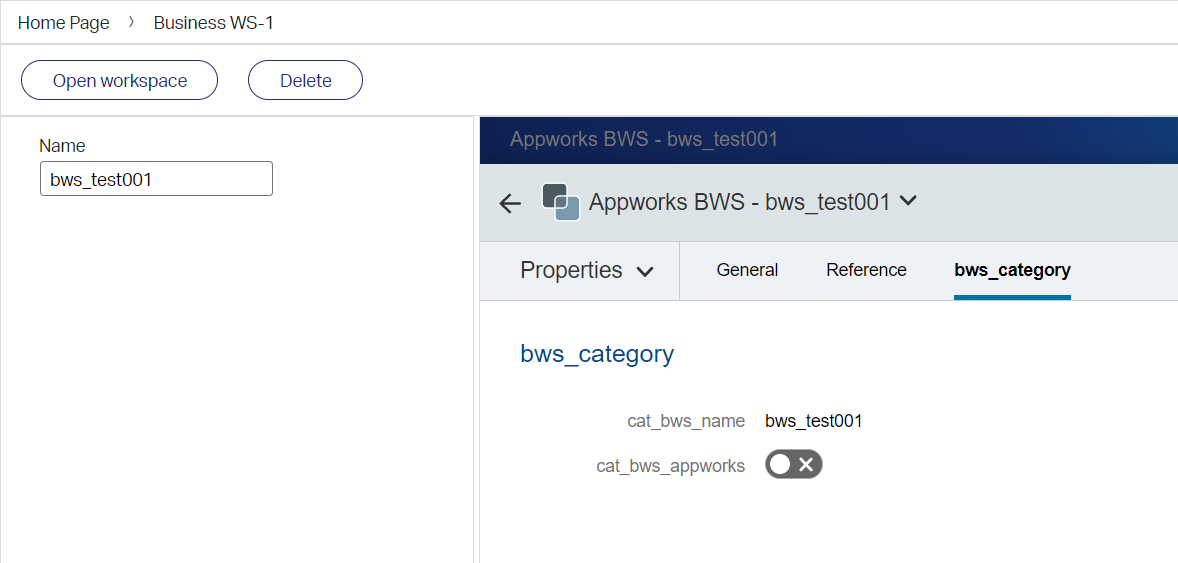 Home Page > Business WS-1
Open workspace Delete
Name
bws_test001
Appworks BWS - bws_test001
Appworks BWS - bws_test001
Properties General Reference bws_category
bws_category
cat_bws_name bws_test001
cat_bws_appworks